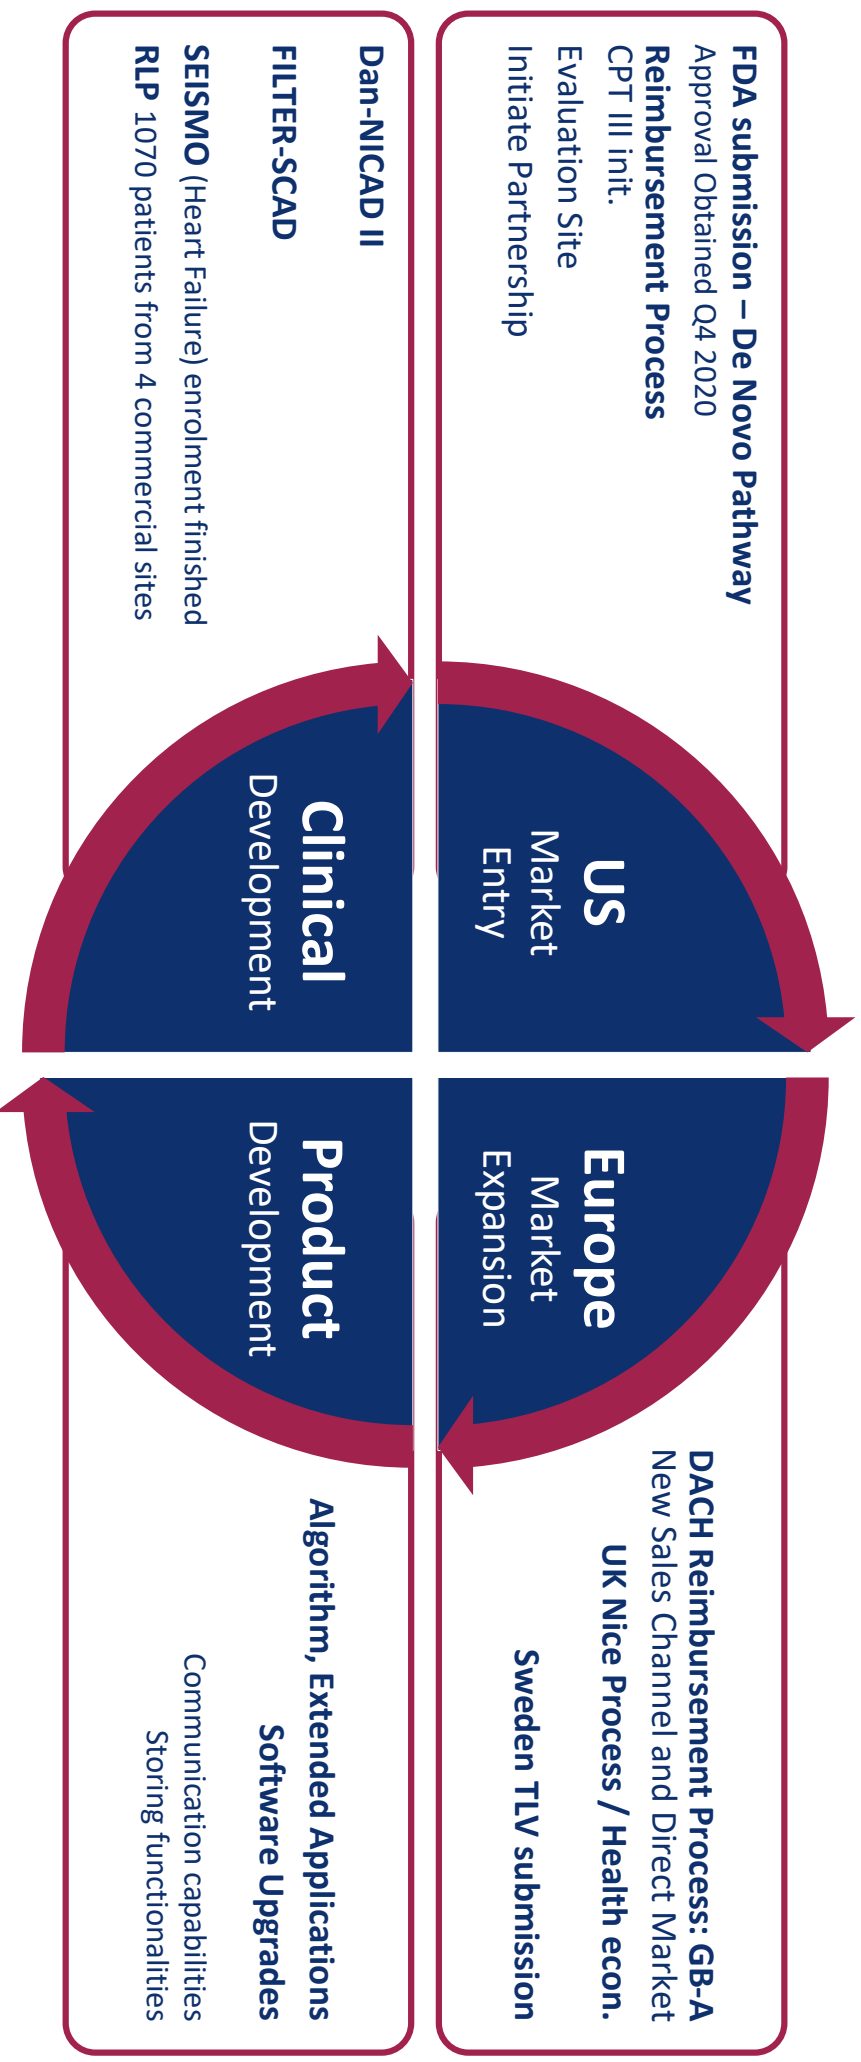 FDA submission – De Novo Pathway
Approval Obtained Q4 2020
Reimbursement Process
CPT III init.
Evaluation Site
Initiate Partnership
US
Market
Entry
Europe
Market
Expansion
DACH Reimbursement Process: GB-A
New Sales Channel and Direct Market
UK Nice Process / Health econ.
Sweden TLV submission
Dan-NICAD II
FILTER-SCAD
SEISMO (Heart Failure) enrolment finished
RLP 1070 patients from 4 commercial sites
Clinical
Development
Product
Development
Algorithm, Extended Applications
Software Upgrades
Communication capabilities
Storing functionalities